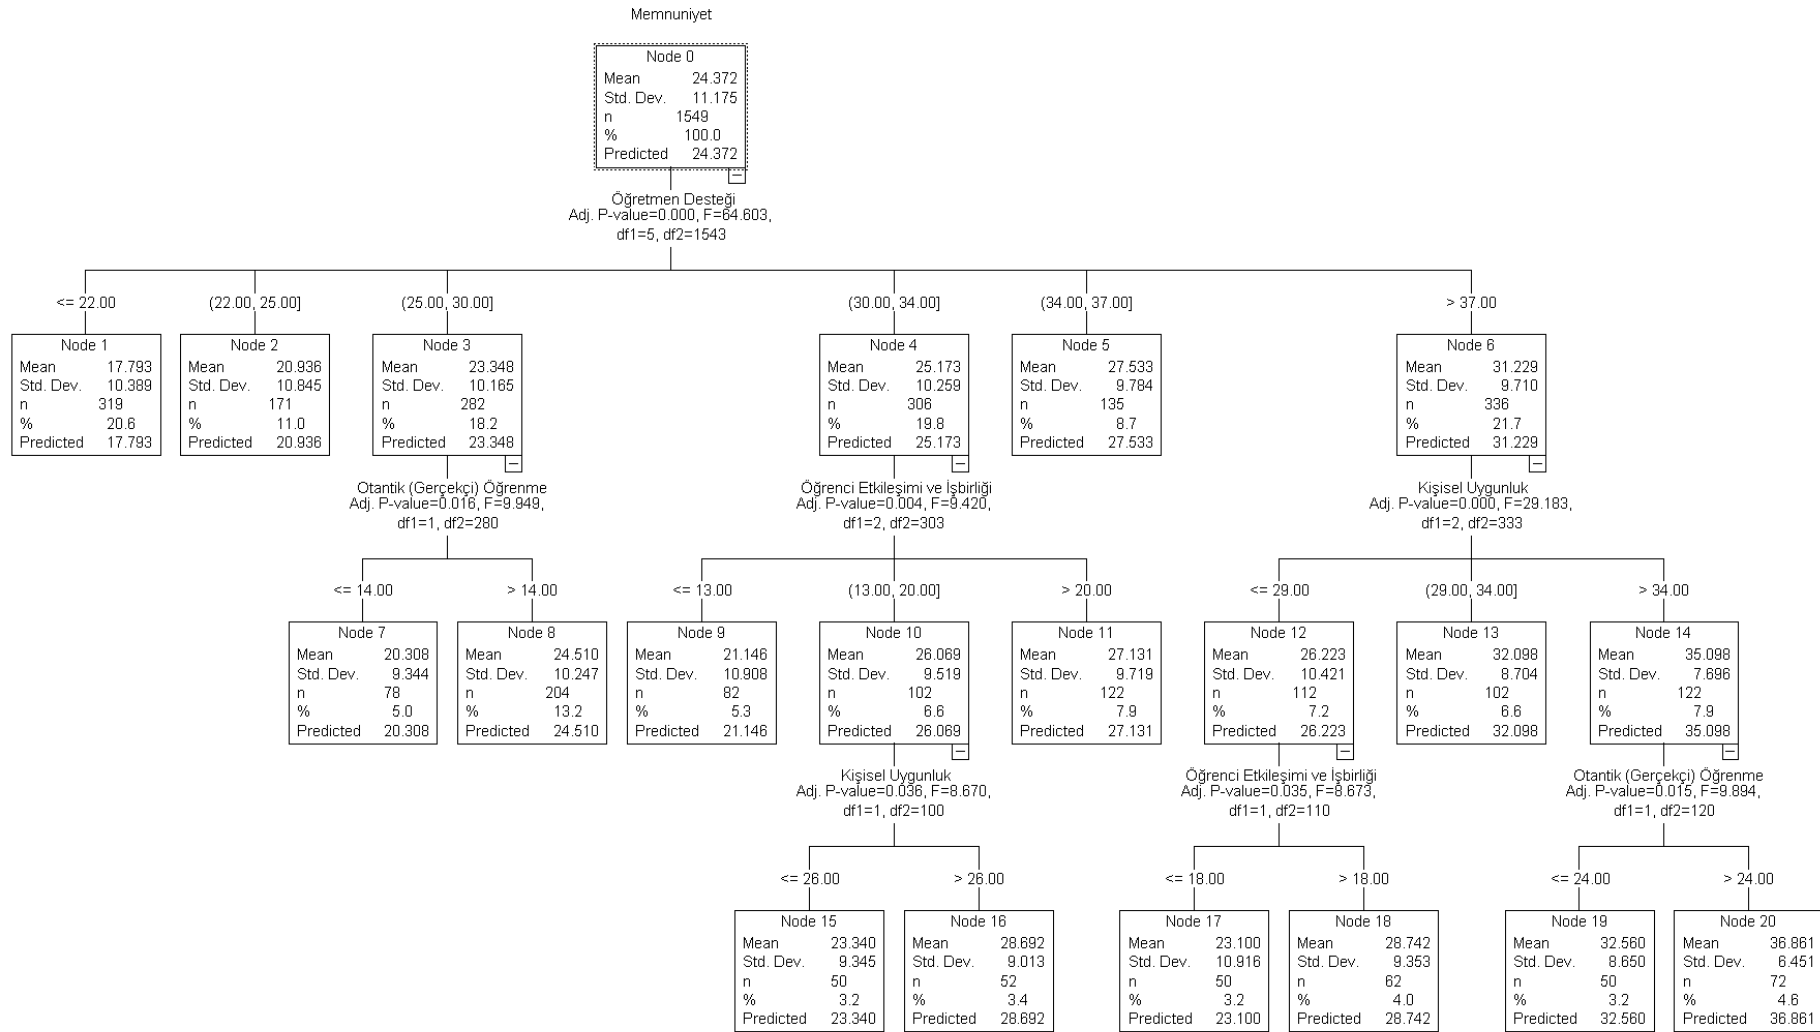 Memnuniyet
Node 0
Mean 24.372
Std. Dev. 11.175
n 1549
% 100.0
Predicted 24.372
Öğretmen Desteği
Adj. P-value=0.000, F=64.603,
df1=5, df2=1543
<= 22.00
(22.00, 25.00]
(25.00, 30.00]
(30.00, 34.00]
(34.00, 37.00]
> 37.00
Node 1
Mean 17.793
Std. Dev. 10.389
n 319
% 20.6
Predicted 17.793
Node 2
Mean 20.936
Std. Dev. 10.845
n 171
% 11.0
Predicted 20.936
Node 3
Mean 23.348
Std. Dev. 10.165
n 282
% 18.2
Predicted 23.348
Node 4
Mean 25.173
Std. Dev. 10.259
n 306
% 19.8
Predicted 25.173
Node 5
Mean 27.533
Std. Dev. 9.784
n 135
% 8.7
Predicted 27.533
Node 6
Mean 31.229
Std. Dev. 9.710
n 336
% 21.7
Predicted 31.229
Otantik (Gerçekçi) Öğrenme
Adj. P-value=0.016, F=9.949,
df1=1, df2=280
Öğrenci Etkileşimi ve İşbirliği
Adj. P-value=0.004, F=9.420,
df1=2, df2=303
Kişisel Uygunluk
Adj. P-value=0.000, F=29.183,
df1=2, df2=333
<= 14.00
> 14.00
<= 13.00
(13.00, 20.00]
> 20.00
<= 29.00
(29.00, 34.00]
> 34.00
Node 7
Mean 20.308
Std. Dev. 9.344
n 78
% 5.0
Predicted 20.308
Node 8
Mean 24.510
Std. Dev. 10.247
n 204
% 13.2
Predicted 24.510
Node 9
Mean 21.146
Std. Dev. 10.908
n 82
% 5.3
Predicted 21.146
Node 10
Mean 26.069
Std. Dev. 9.519
n 102
% 6.6
Predicted 26.069
Node 11
Mean 27.131
Std. Dev. 9.719
n 122
% 7.9
Predicted 27.131
Node 12
Mean 26.223
Std. Dev. 10.421
n 112
% 7.2
Predicted 26.223
Node 13
Mean 32.098
Std. Dev. 8.704
n 102
% 6.6
Predicted 32.098
Node 14
Mean 35.098
Std. Dev. 7.696
n 122
% 7.9
Predicted 35.098
Kişisel Uygunluk
Adj. P-value=0.036, F=8.670,
df1=1, df2=100
Öğrenci Etkileşimi ve İşbirliği
Adj. P-value=0.035, F=8.673,
df1=1, df2=110
Otantik (Gerçekçi) Öğrenme
Adj. P-value=0.015, F=9.894,
df1=1, df2=120
<= 26.00
> 26.00
<= 18.00
> 18.00
<= 24.00
> 24.00
Node 15
Mean 23.340
Std. Dev. 9.345
n 50
% 3.2
Predicted 23.340
Node 16
Mean 28.692
Std. Dev. 9.013
n 52
% 3.4
Predicted 28.692
Node 17
Mean 23.100
Std. Dev. 10.916
n 50
% 3.2
Predicted 23.100
Node 18
Mean 28.742
Std. Dev. 9.353
n 62
% 4.0
Predicted 28.742
Node 19
Mean 32.560
Std. Dev. 8.650
n 50
% 3.2
Predicted 32.560
Node 20
Mean 36.861
Std. Dev. 6.451
n 72
% 4.6
Predicted 36.861